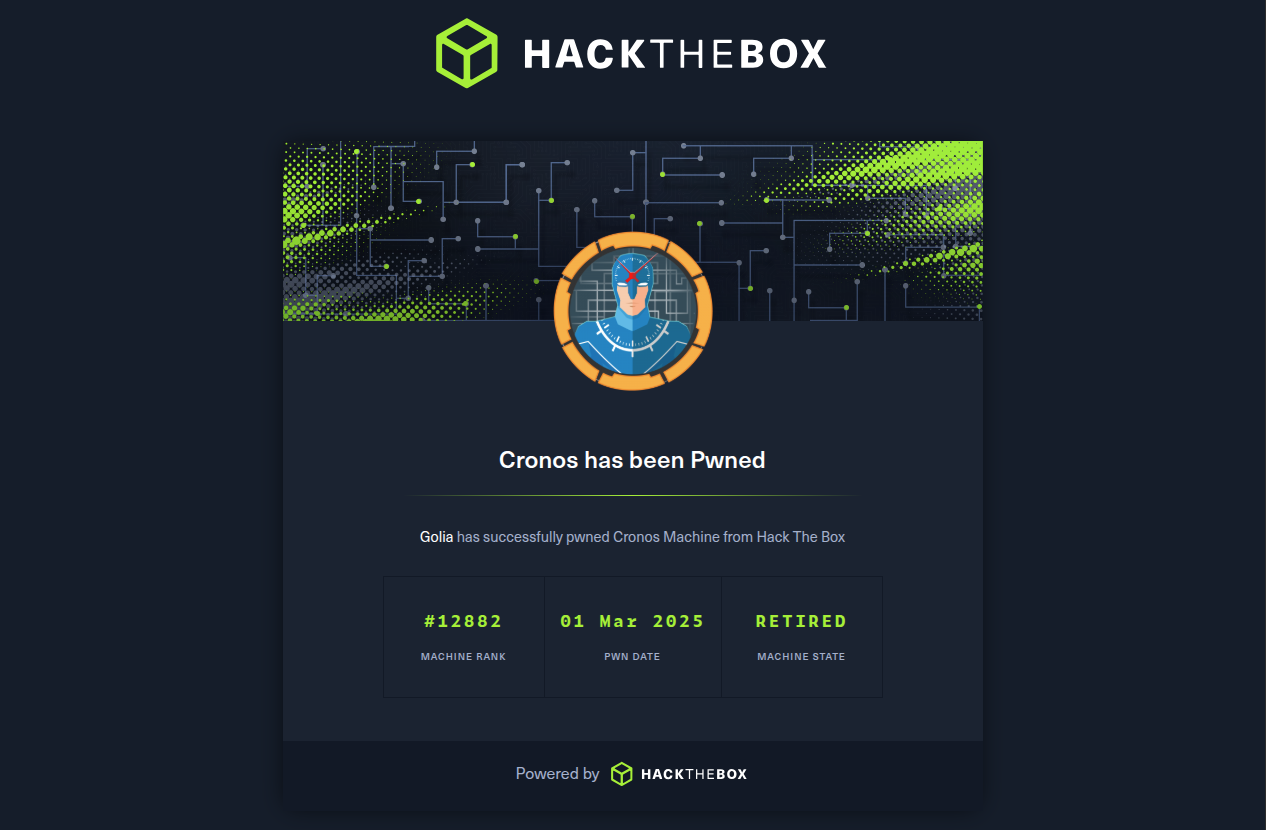 HACKTHEBOX
Cronos has been Pwned
Golia has successfully pwned Cronos Machine from Hack The Box
#12882 01 Mar 2025 RETIRED
MACHINE RANK PWN DATE MACHINE STATE
Powered by HACKTHEBOX